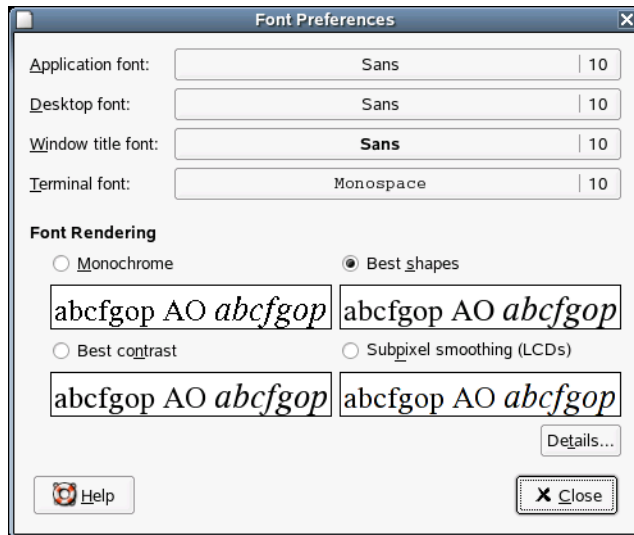 Font Preferences
Application font: Sans 10
Desktop font: Sans 10
Window title font: Sans 10
Terminal font: Monospace 10
Font Rendering
Monochrome Best shapes
abcfgop AO abcfgop abcfgop AO abcfgop
Best contrast Subpixel smoothing (LCDs)
abcfgop AO abcfgop abcfgop AO abcfgop
Details...
Help Close